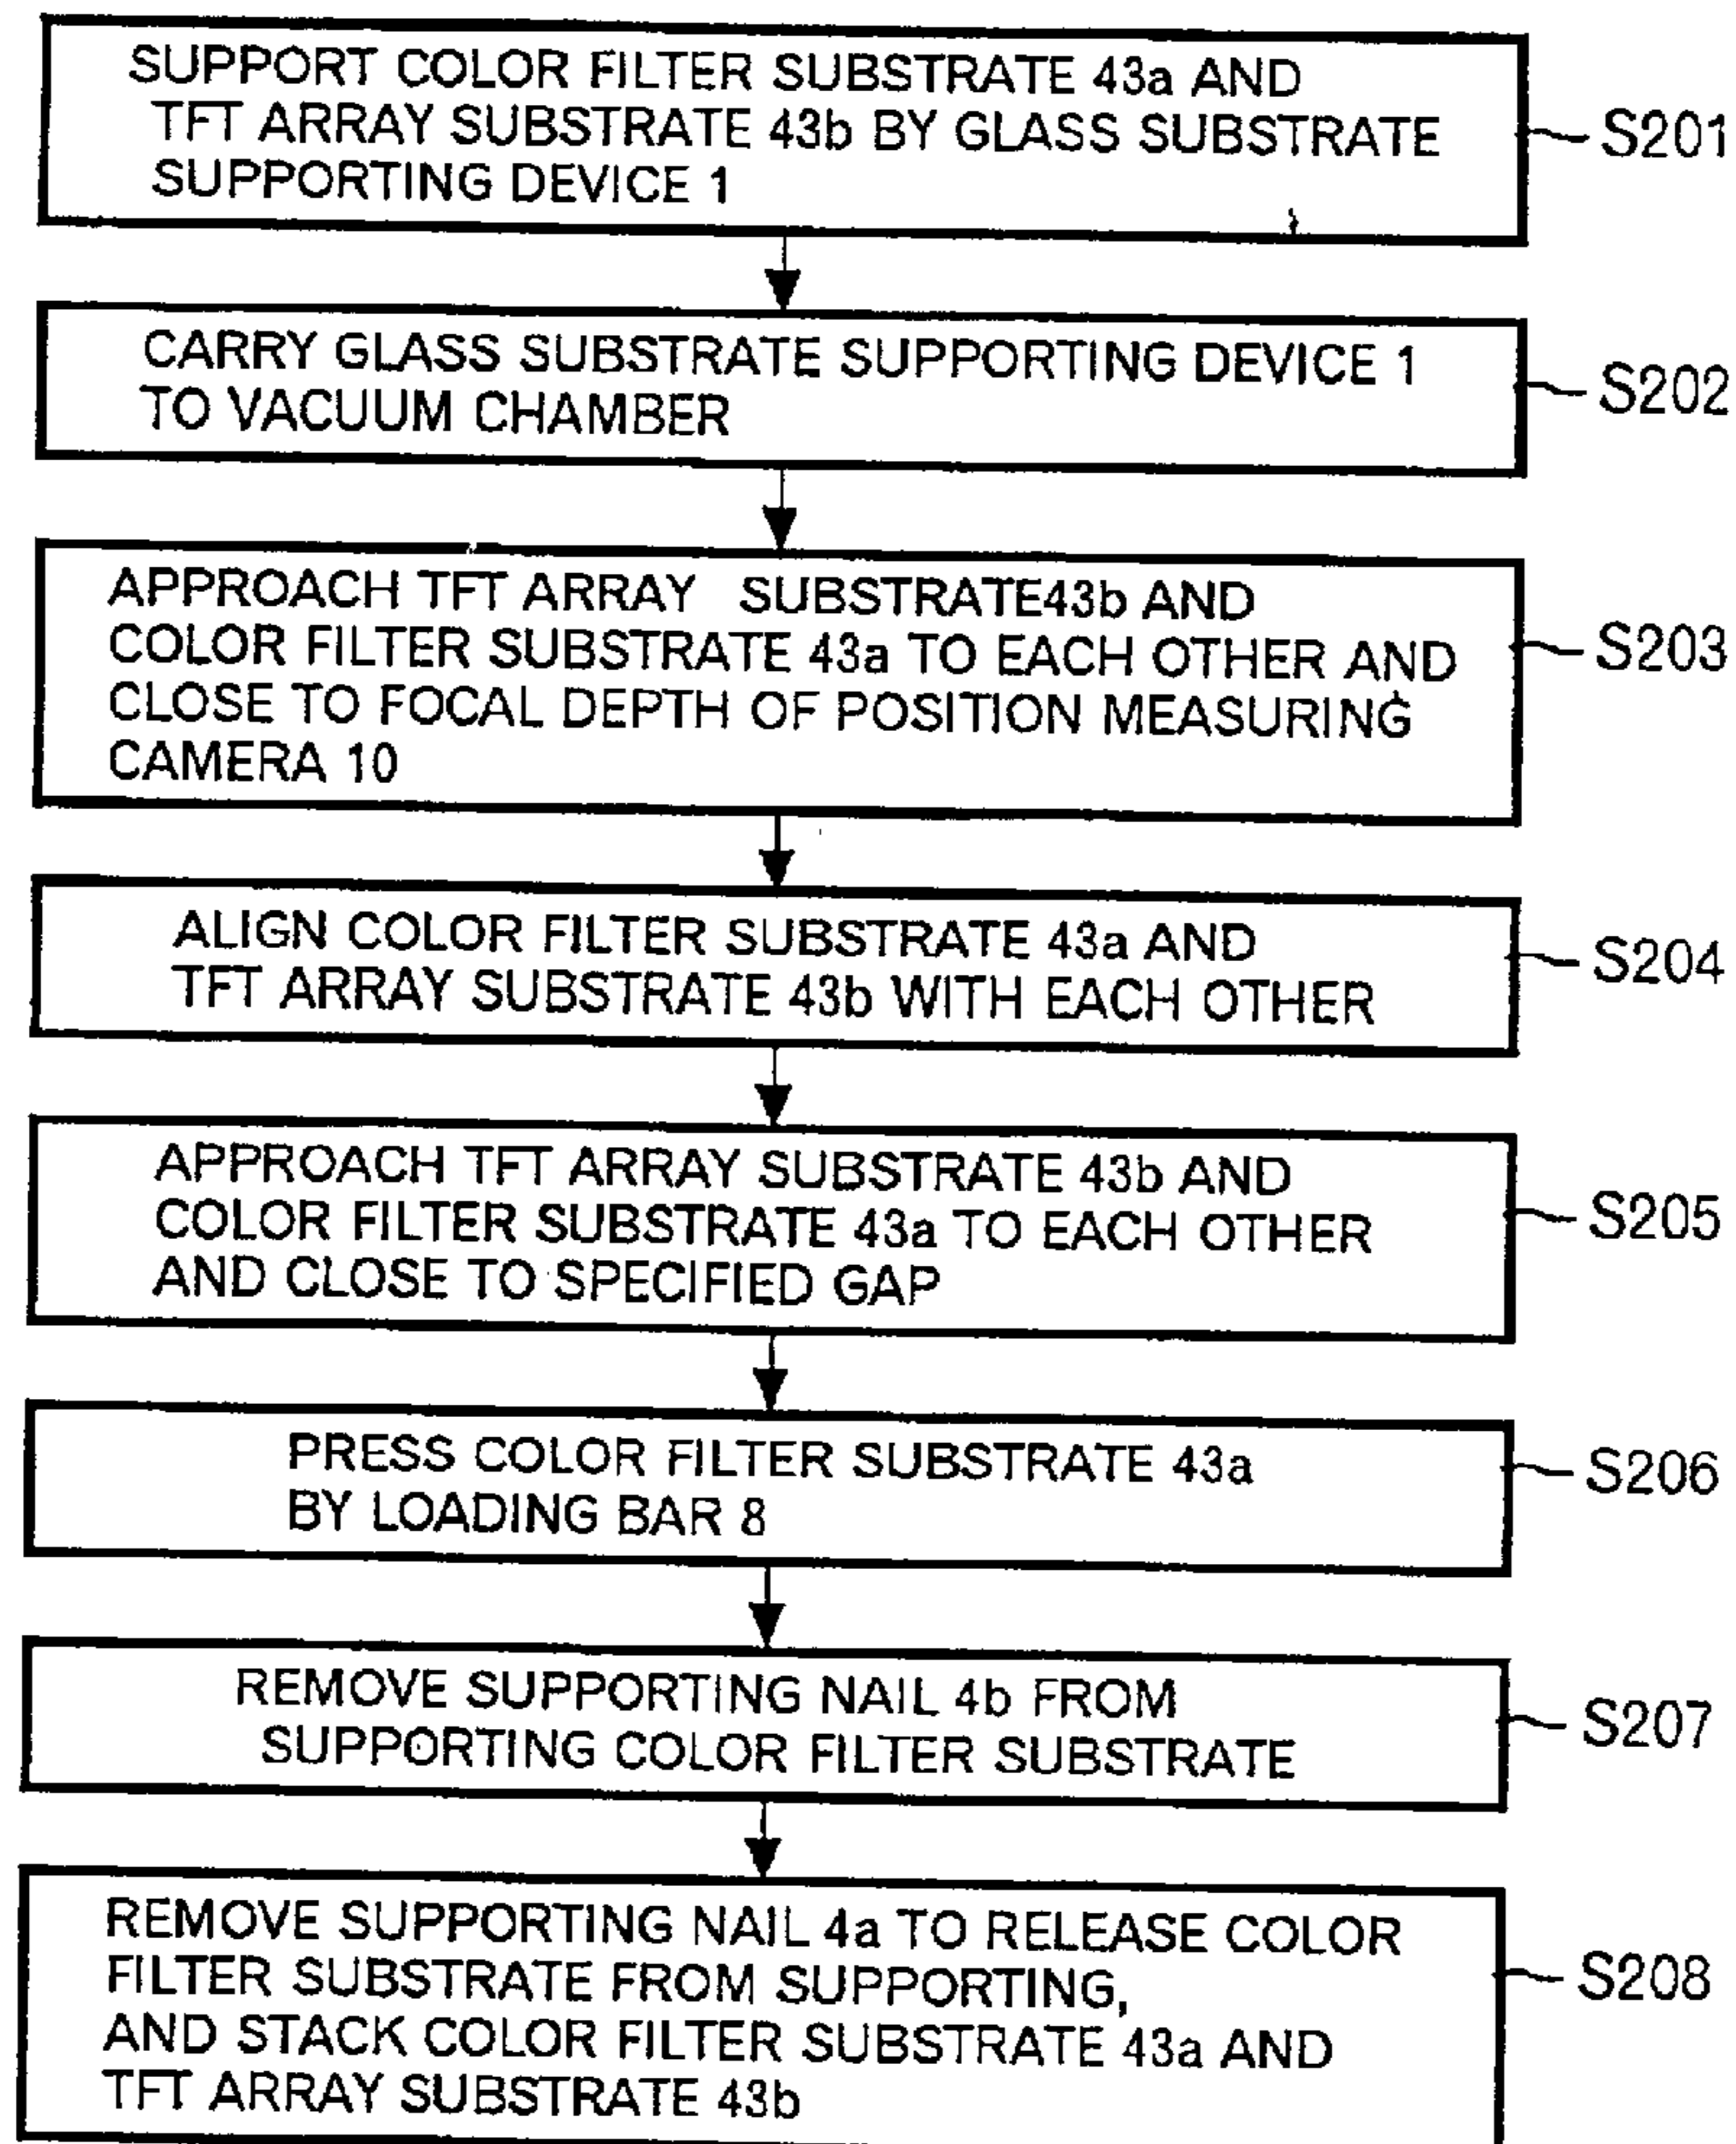 SUPPORT COLOR FILTER SUBSTRATE 43a AND
TFT ARRAY SUBSTRATE 43b BY GLASS SUBSTRATE
SUPPORTING DEVICE 1
S201
CARRY GLASS SUBSTRATE SUPPORTING DEVICE 1
TO VACUUM CHAMBER
S202
APPROACH TFT ARRAY SUBSTRATE43b AND
COLOR FILTER SUBSTRATE 43a TO EACH OTHER AND
CLOSE TO FOCAL DEPTH OF POSITION MEASURING
CAMERA 10
S203
ALIGN COLOR FILTER SUBSTRATE 43a AND
TFT ARRAY SUBSTRATE 43b WITH EACH OTHER
S204
APPROACH TFT ARRAY SUBSTRATE 43b AND
COLOR FILTER SUBSTRATE 43a TO EACH OTHER
AND CLOSE TO SPECIFIED GAP
S205
PRESS COLOR FILTER SUBSTRATE 43a
BY LOADING BAR 8
S206
REMOVE SUPPORTING NAIL 4b FROM
SUPPORTING COLOR FILTER SUBSTRATE
S207
REMOVE SUPPORTING NAIL 4a TO RELEASE COLOR
FILTER SUBSTRATE FROM SUPPORTING,
AND STACK COLOR FILTER SUBSTRATE 43a AND
TFT ARRAY SUBSTRATE 43b
S208